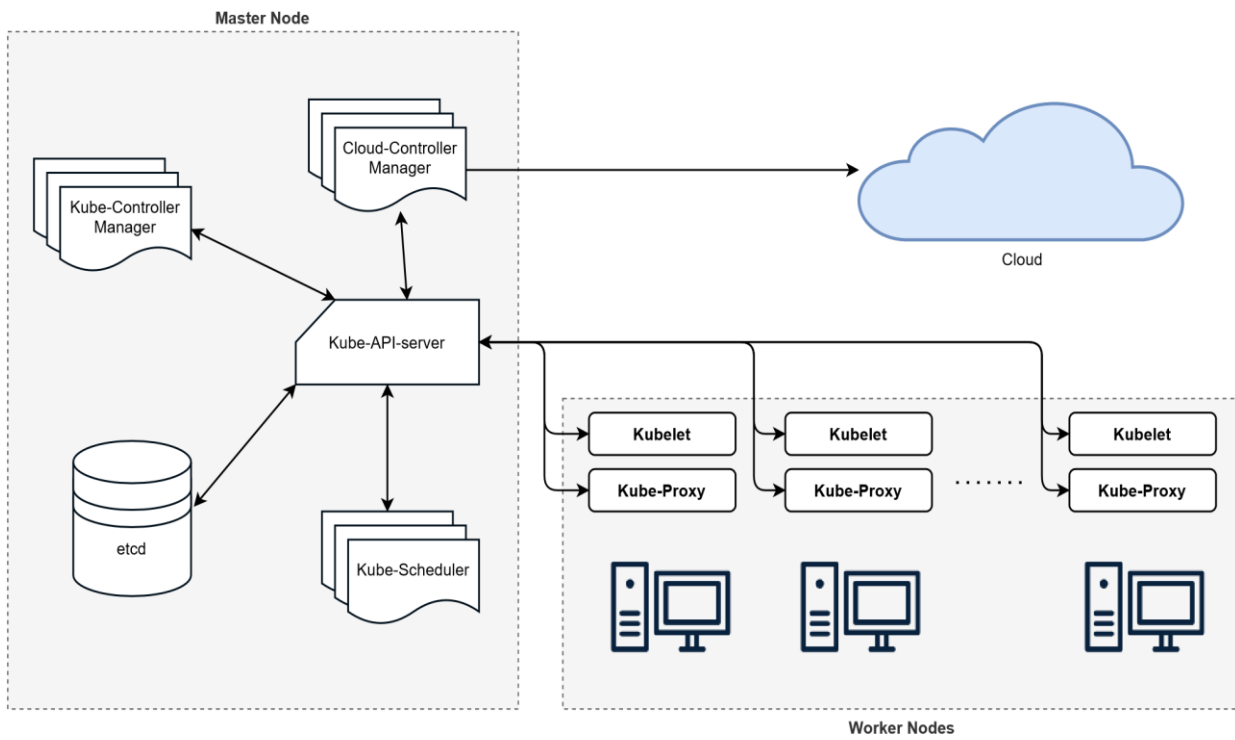 Master Node
Cloud-Controller
Manager
Kube-Controller
Manager
Cloud
Kube-API-server
Kubelet
Kubelet
Kubelet
Kube-Proxy
Kube-Proxy
.......
Kube-Proxy
etcd
Kube-Scheduler
Worker Nodes